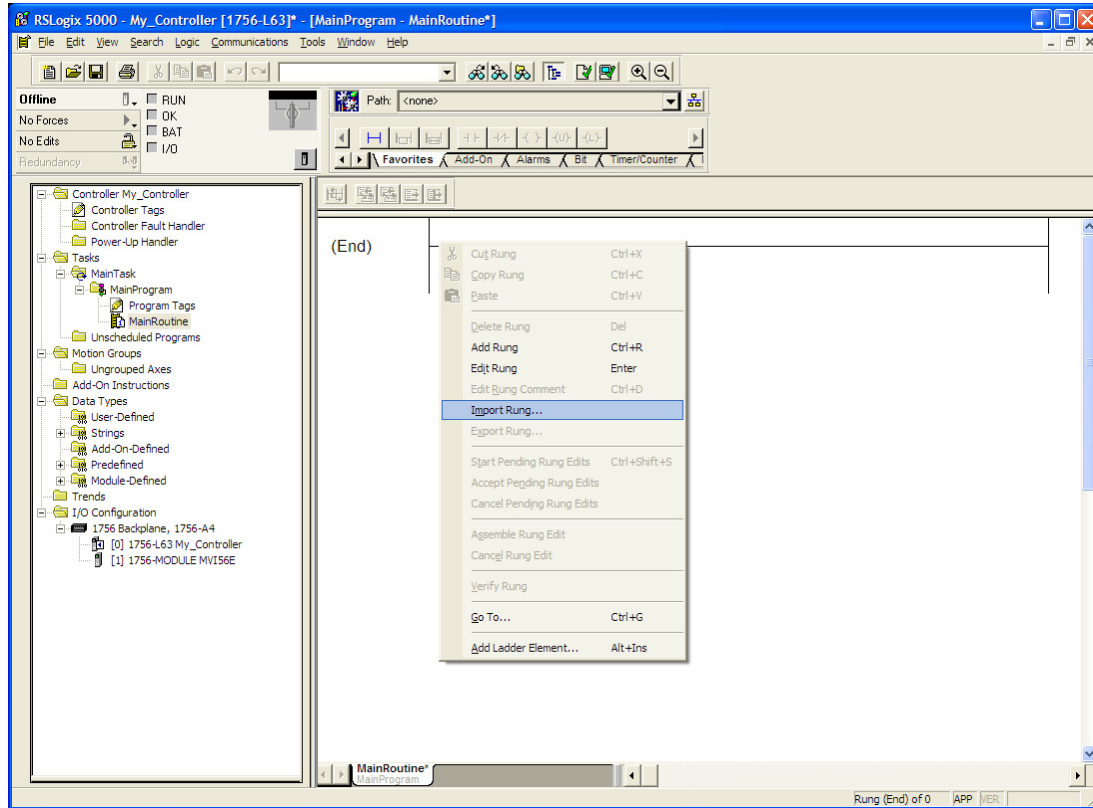 RSLogix 5000 - My_Controller [1756-L63]* - [MainProgram - MainRoutine*]
File Edit View Search Logic Communications Tools Window Help
Offline RUN
No Forces OK
No Edits BAT
Redundancy I/O
Path: <none>
Favorites Add-On Alarms Bit Timer/Counter
Controller My_Controller
Controller Tags
Controller Fault Handler
Power-Up Handler
Tasks
MainTask
MainProgram
Program Tags
MainRoutine
Unscheduled Programs
Motion Groups
Ungrouped Axes
Add-On Instructions
Data Types
User-Defined
Strings
Add-On-Defined
Predefined
Module-Defined
Trends
I/O Configuration
1756 Backplane, 1756-A4
[0] 1756-L63 My_Controller
[1] 1756-MODULE MVI56E
(End)
Cut Rung Ctrl+X
Copy Rung Ctrl+C
Paste Ctrl+V
Delete Rung Del
Add Rung Ctrl+R
Edit Rung Enter
Edit Rung Comment Ctrl+D
Import Rung...
Export Rung...
Start Pending Rung Edits Ctrl+Shift+S
Accept Pending Rung Edits
Cancel Pending Rung Edits
Assemble Rung Edit
Cancel Rung Edit
Verify Rung
Go To... Ctrl+G
Add Ladder Element... Alt+Ins
MainRoutine*
MainProgram
Rung (End) of 0 APP VER